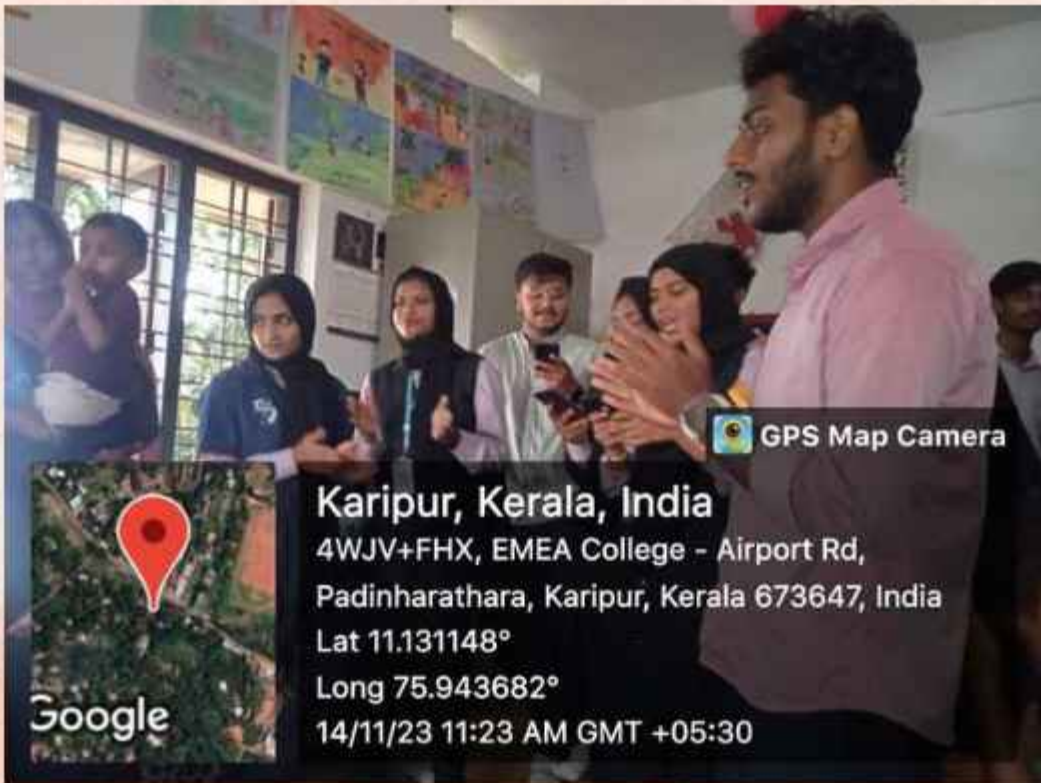 GPS Map Camera
Karipur, Kerala, India
4WJV+FHX, EMEA College - Airport Rd,
Padinharathara, Karipur, Kerala 673647, India
Lat 11.131148°
Long 75.943682°
14/11/23 11:23 AM GMT +05:30
Google